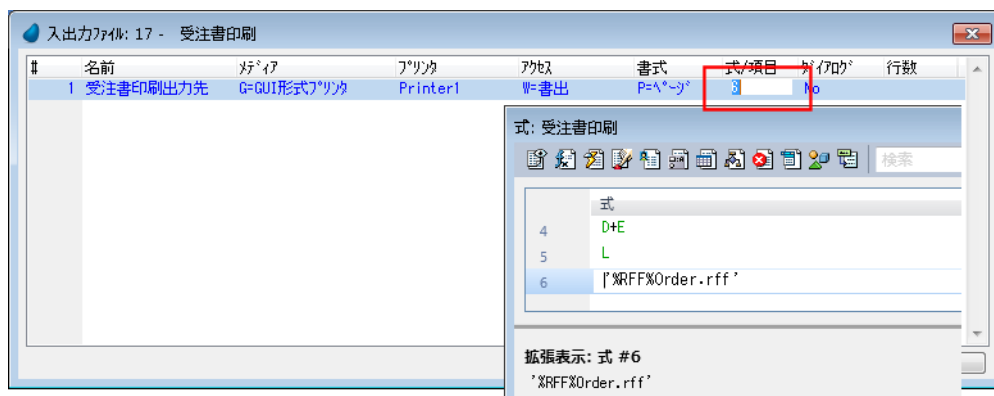 入出力ﾌｧｲﾙ: 17 - 受注書印刷
# 名前 ﾒﾃﾞｨｱ ﾌﾟﾘﾝﾀ ｱｸｾｽ 書式 式/項目 ﾀﾞｲｱﾛｸﾞ 行数
1 受注書印刷出力先 G=GUI形式ﾌﾟﾘﾝﾀ Printer1 W=書出 P=ﾍﾟｰｼﾞ 6 No
式: 受注書印刷
検索
式
4 D+E
5 L
6 '%RFF%Order.rff'
拡張表示: 式 #6
'%RFF%Order.rff'